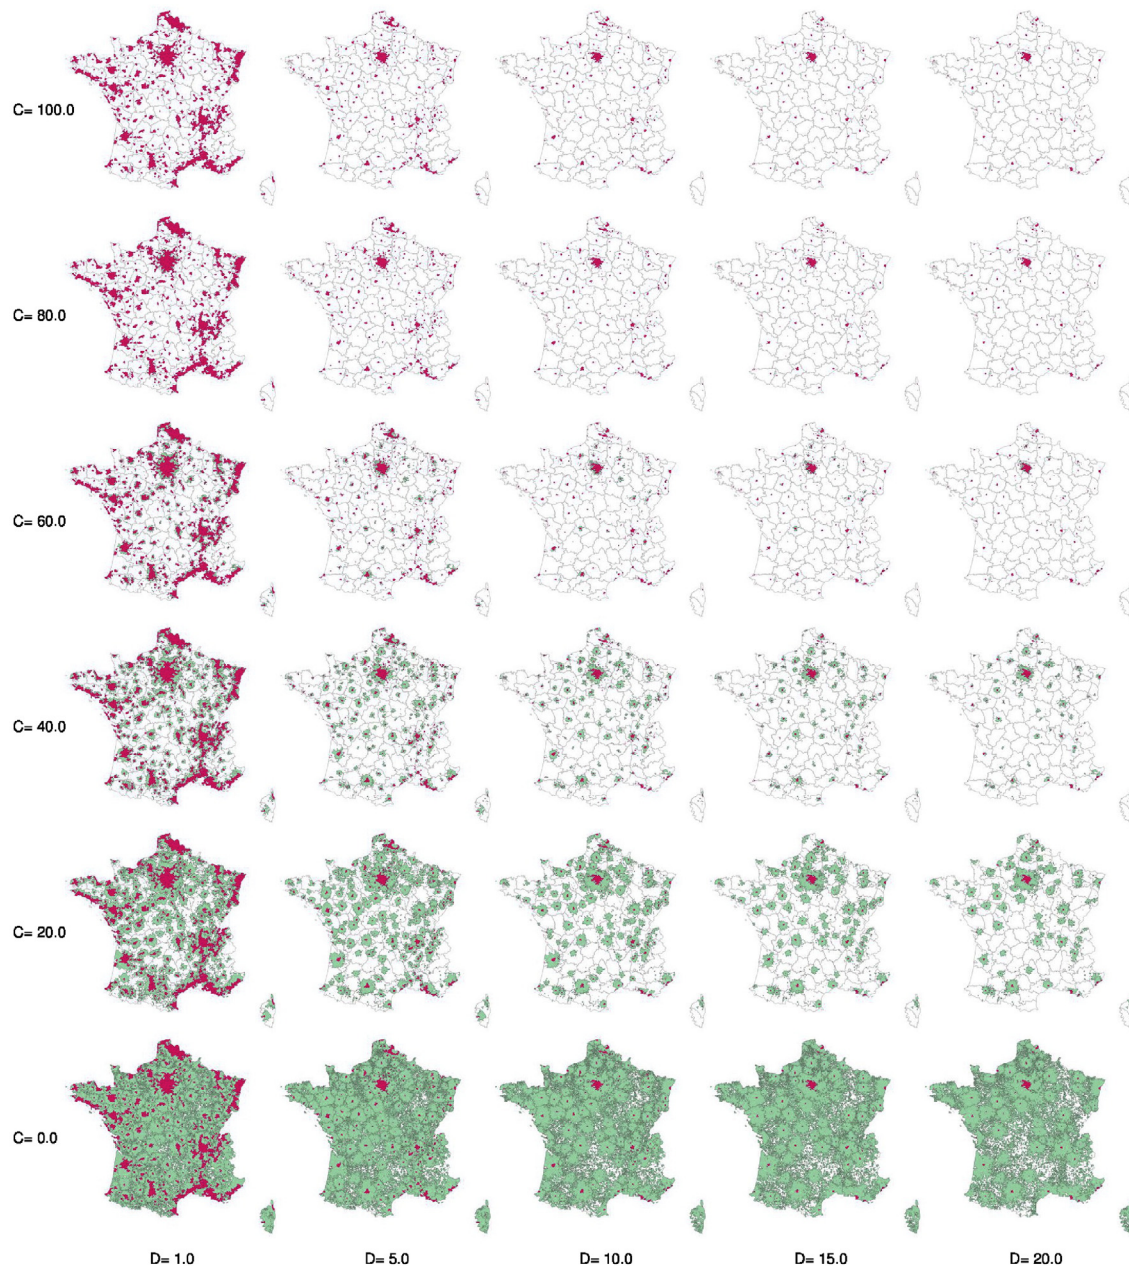 C= 100.0
C= 80.0
C= 60.0
C= 40.0
C= 20.0
C= 0.0
D= 1.0 D= 5.0 D= 10.0 D= 15.0 D= 20.0